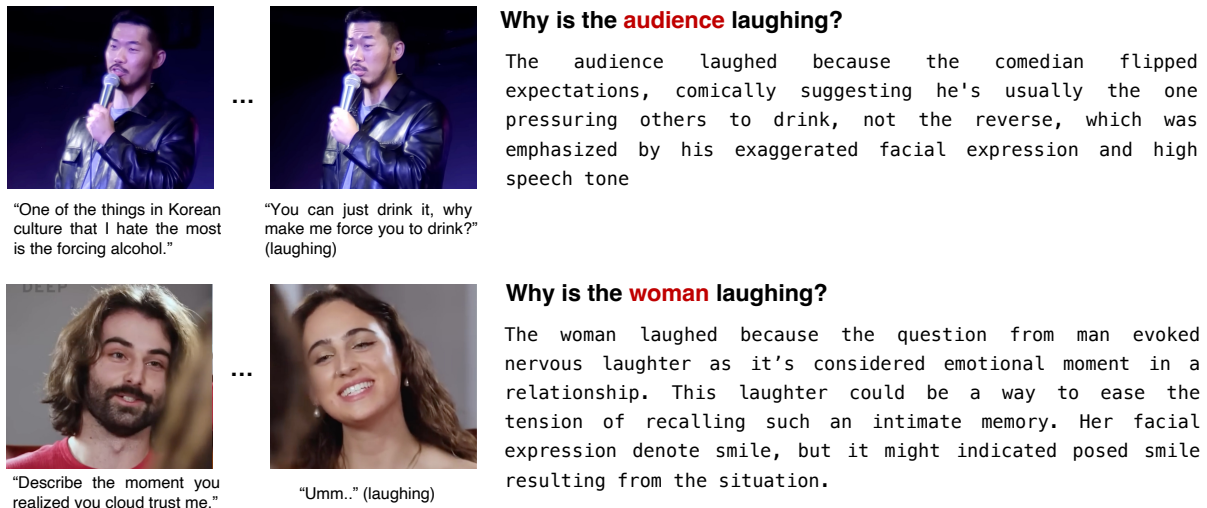 Why is the audience laughing?
The audience laughed because the comedian flipped
expectations, comically suggesting he's usually the one
pressuring others to drink, not the reverse, which was
emphasized by his exaggerated facial expression and high
speech tone
...
“One of the things in Korean
culture that I hate the most
is the forcing alcohol.”
“You can just drink it, why
make me force you to drink?”
(laughing)
DEEP
...
“Describe the moment you
realized you cloud trust me.”
“Umm..” (laughing)
Why is the woman laughing?
The woman laughed because the question from man evoked
nervous laughter as it’s considered emotional moment in a
relationship. This laughter could be a way to ease the
tension of recalling such an intimate memory. Her facial
expression denote smile, but it might indicated posed smile
resulting from the situation.